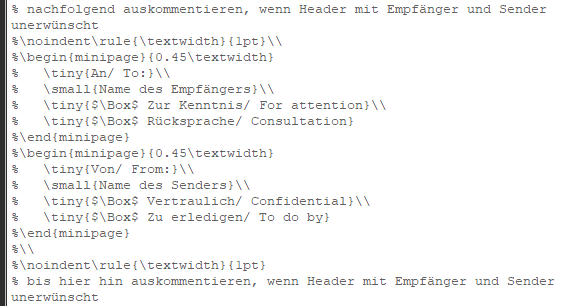 % nachfolgend auskommentieren, wenn Header mit Empfänger und Sender
unerwünscht
%\noindent\rule{\textwidth}{1pt}\\
%\begin{minipage}{0.45\textwidth}
%   \tiny{An/ To:}\\
%   \small{Name des Empfängers}\\
%   \tiny{$\Box$ Zur Kenntnis/ For attention}\\
%   \tiny{$\Box$ Rücksprache/ Consultation}
%\end{minipage}
%\begin{minipage}{0.45\textwidth}
%   \tiny{Von/ From:}\\
%   \small{Name des Senders}\\
%   \tiny{$\Box$ Vertraulich/ Confidential}\\
%   \tiny{$\Box$ Zu erledigen/ To do by}
%\end{minipage}
%\\
%\noindent\rule{\textwidth}{1pt}
% bis hier hin auskommentieren, wenn Header mit Empfänger und Sender
unerwünscht